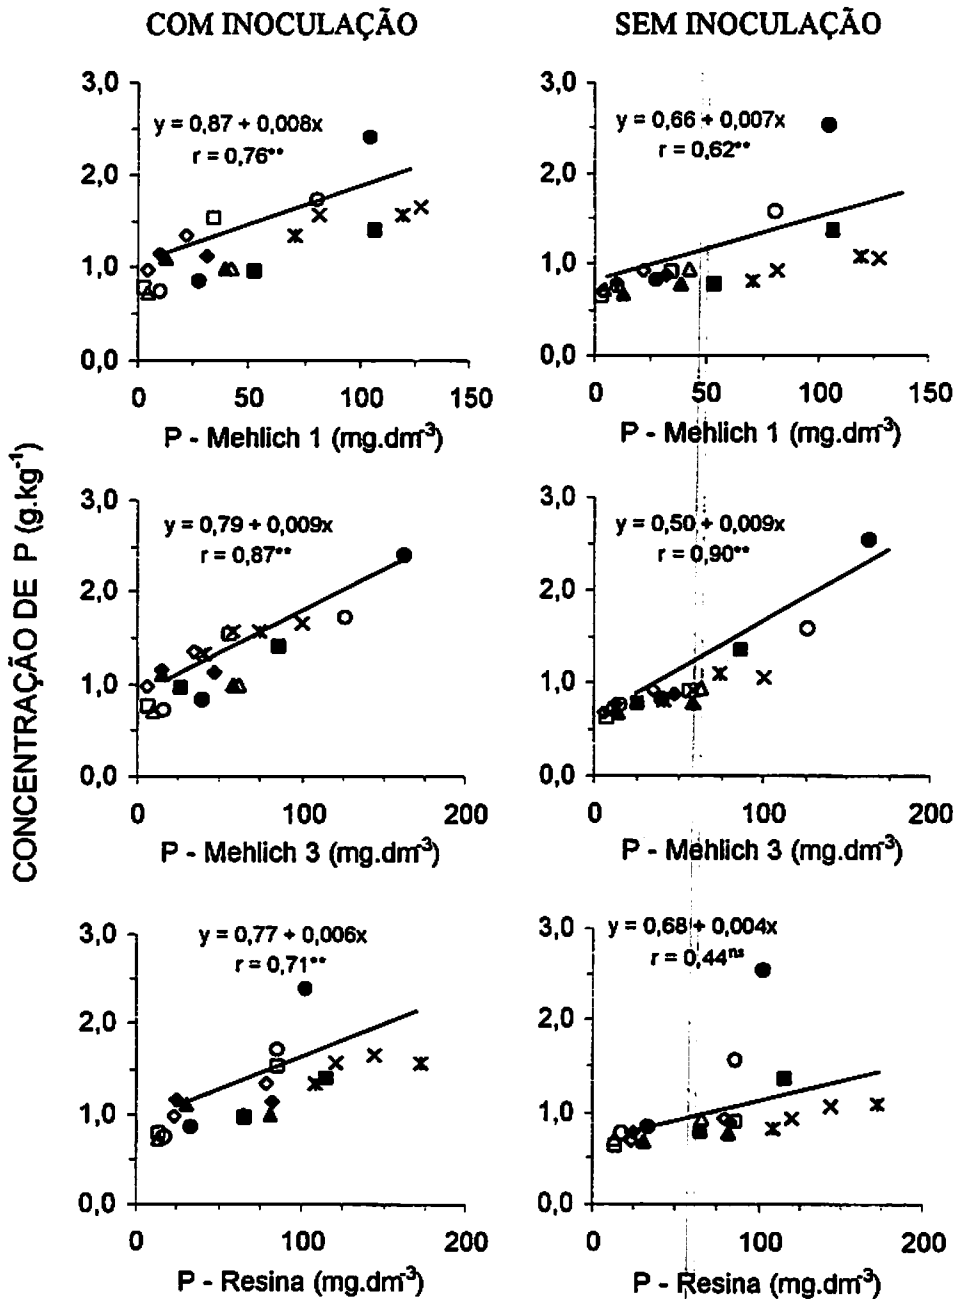 COM INOCULAÇÃO
SEM INOCULAÇÃO
CONCENTRAÇÃO DE P (g.kg⁻¹)
3,0
2,0
1,0
0,0
y = 0,87 + 0,008x
r = 0,76**
0 50 100 150
P - Mehlich 1 (mg.dm⁻³)
3,0
2,0
1,0
0,0
y = 0,66 + 0,007x
r = 0,62**
0 50 100 150
P - Mehlich 1 (mg.dm⁻³)
3,0
2,0
1,0
0,0
y = 0,79 + 0,009x
r = 0,87**
0 100 200
P - Mehlich 3 (mg.dm⁻³)
3,0
2,0
1,0
0,0
y = 0,50 + 0,009x
r = 0,90**
0 100 200
P - Mehlich 3 (mg.dm⁻³)
3,0
2,0
1,0
0,0
y = 0,77 + 0,006x
r = 0,71**
0 100 200
P - Resina (mg.dm⁻³)
3,0
2,0
1,0
0,0
y = 0,68 + 0,004x
r = 0,44ⁿˢ
0 100 200
P - Resina (mg.dm⁻³)